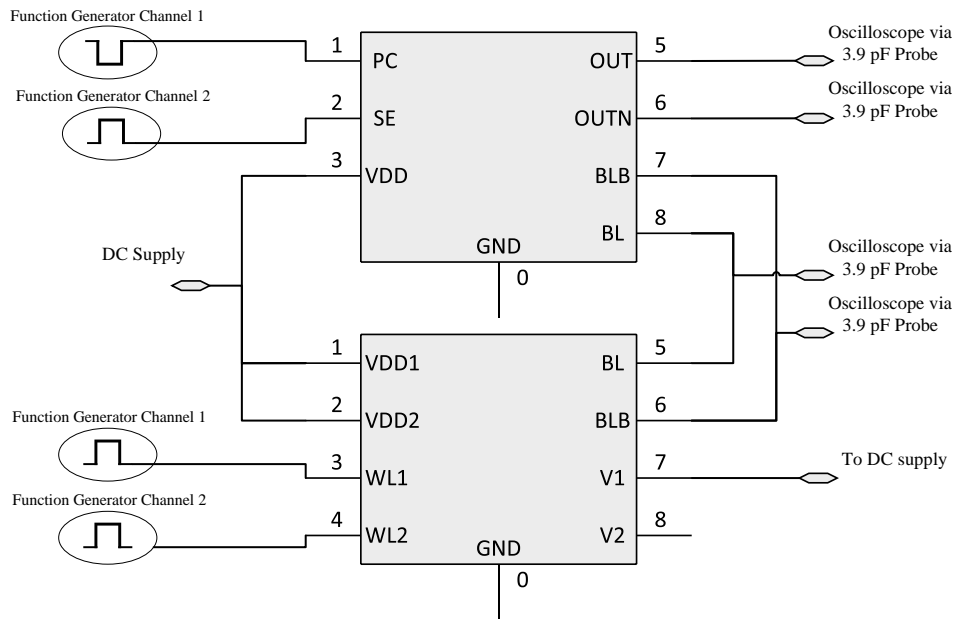 Function Generator Channel 1
Function Generator Channel 2
DC Supply
1 PC
2 SE
3 VDD
OUT 5
OUTN 6
BLB 7
BL 8
GND
0
Oscilloscope via
3.9 pF Probe
Oscilloscope via
3.9 pF Probe
Oscilloscope via
3.9 pF Probe
Oscilloscope via
3.9 pF Probe
Function Generator Channel 1
Function Generator Channel 2
1 VDD1
2 VDD2
3 WL1
4 WL2
BL 5
BLB 6
V1 7
V2 8
GND
0
To DC supply